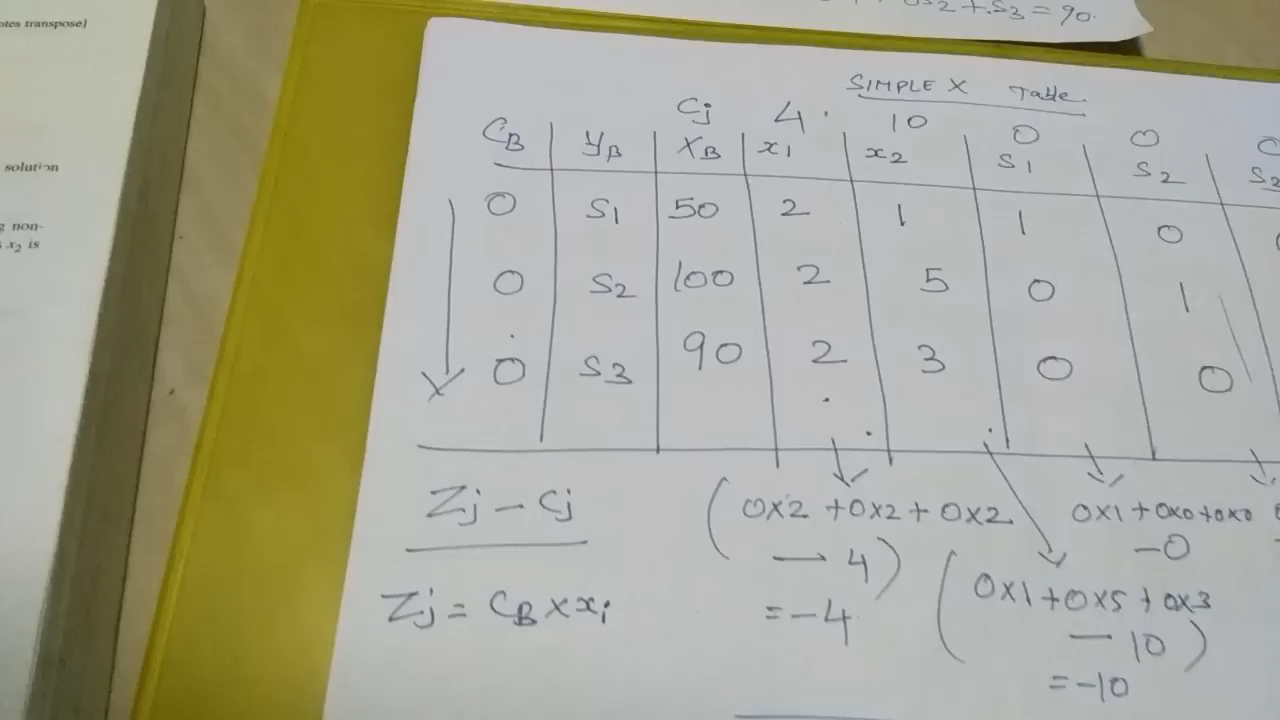 otes transpose]
solution
non-
x2 is
S2 + S3 = 90.
SIMPLEX Table.
Cj 4 10 0 0
CB yB XB x1 x2 S1 S2
0 S1 50 2 1 1 0
0 S2 100 2 5 0 1
0 S3 90 2 3 0 0
Zj - Cj
(0x2 + 0x2 + 0x2
- 4)
= -4
0x1 + 0x0 + 0x0
-0
Zj = CB x xi
(0x1 + 0x5 + 0x3
- 10)
= -10